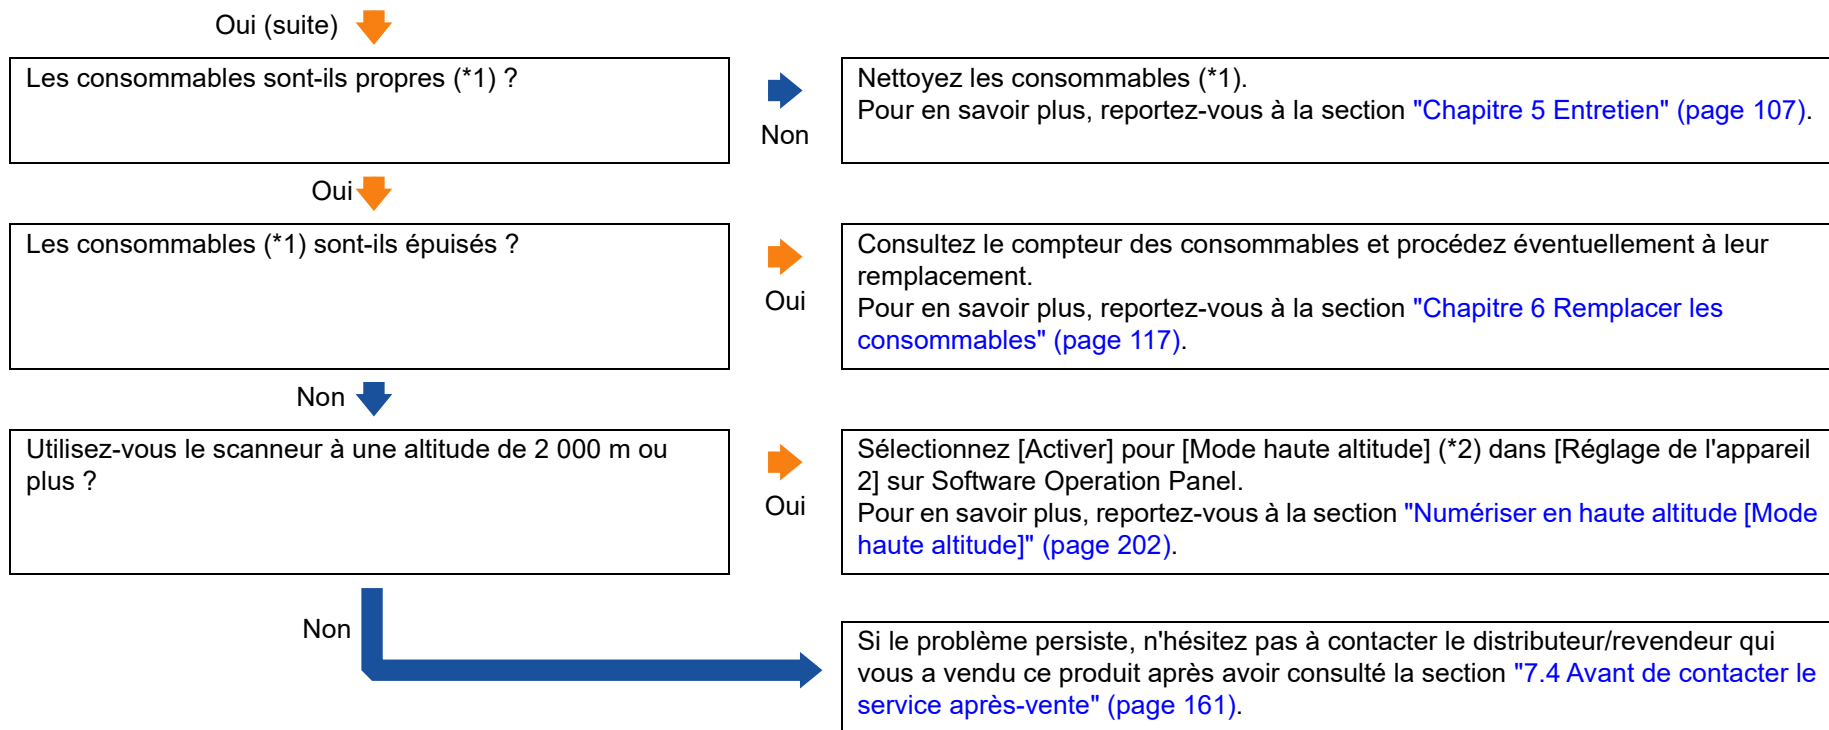 Oui (suite)
Les consommables sont-ils propres (*1) ?
Non
Nettoyez les consommables (*1).
Pour en savoir plus, reportez-vous à la section "Chapitre 5 Entretien" (page 107).
Oui
Les consommables (*1) sont-ils épuisés ?
Oui
Consultez le compteur des consommables et procédez éventuellement à leur
remplacement.
Pour en savoir plus, reportez-vous à la section "Chapitre 6 Remplacer les
consommables" (page 117).
Non
Utilisez-vous le scanneur à une altitude de 2 000 m ou
plus ?
Oui
Sélectionnez [Activer] pour [Mode haute altitude] (*2) dans [Réglage de l'appareil
2] sur Software Operation Panel.
Pour en savoir plus, reportez-vous à la section "Numériser en haute altitude [Mode
haute altitude]" (page 202).
Non
Si le problème persiste, n'hésitez pas à contacter le distributeur/revendeur qui
vous a vendu ce produit après avoir consulté la section "7.4 Avant de contacter le
service après-vente" (page 161).